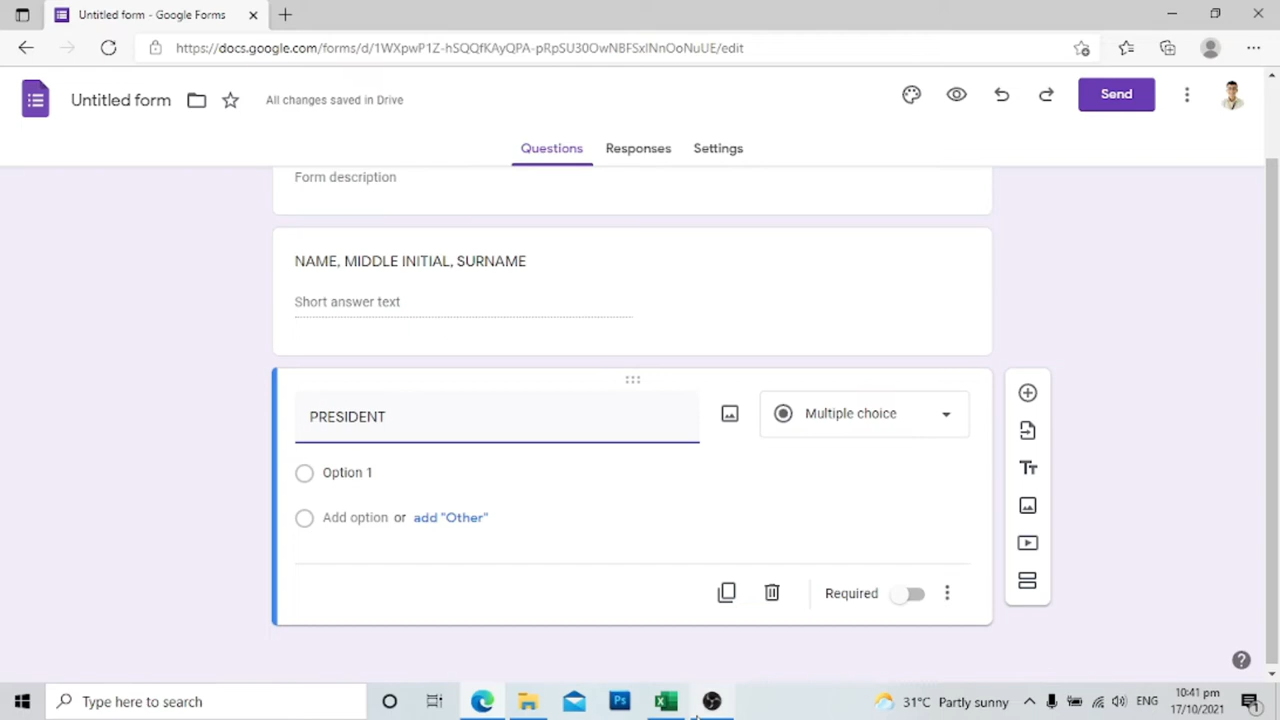 Untitled form - Google Forms
https://docs.google.com/forms/d/1WXpwP1Z-hSQQfKAyQPA-pRpSU30OwNBFSxlNnOoNuUE/edit
Untitled form
All changes saved in Drive
Send
Questions
Responses
Settings
Form description
NAME, MIDDLE INITIAL, SURNAME
Short answer text
PRESIDENT
Multiple choice
Option 1
Add option or add "Other"
Required
Type here to search
31°C Partly sunny
ENG
10:41 pm
17/10/2021